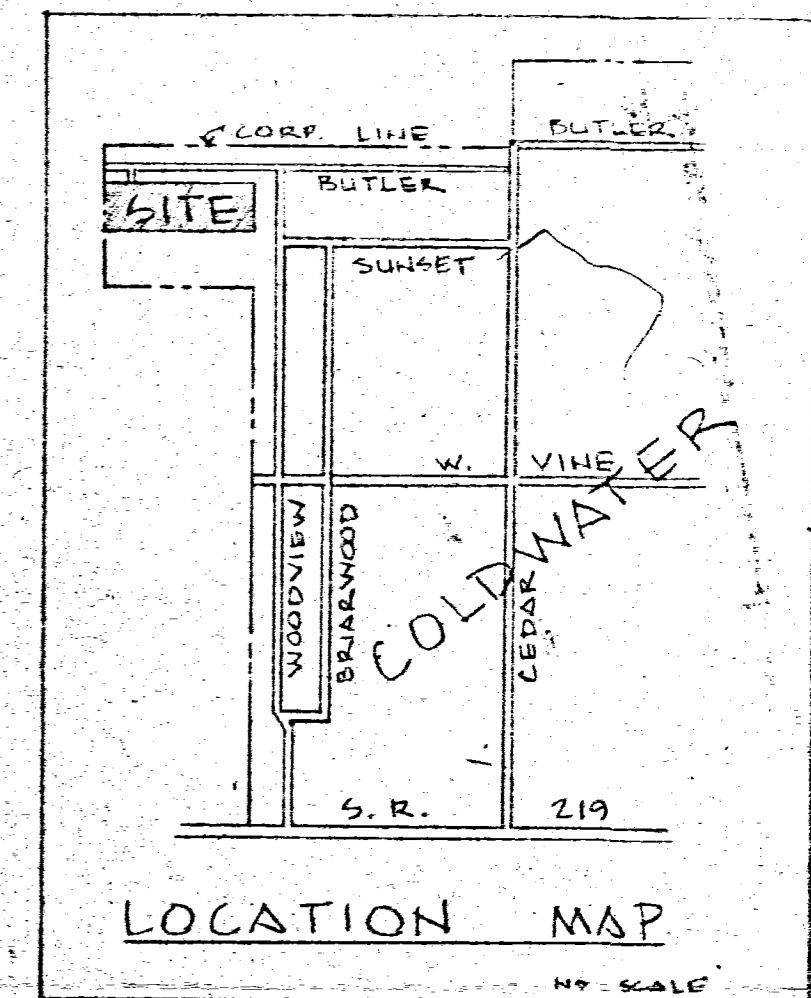 CORP. LINE
BUTLER
BUTLER
SITE
SUNSET
W. VINE
COLDWATER
WOODVIEW
BRIARWOOD
CEDAR
S. R. 219
LOCATION MAP
NO SCALE